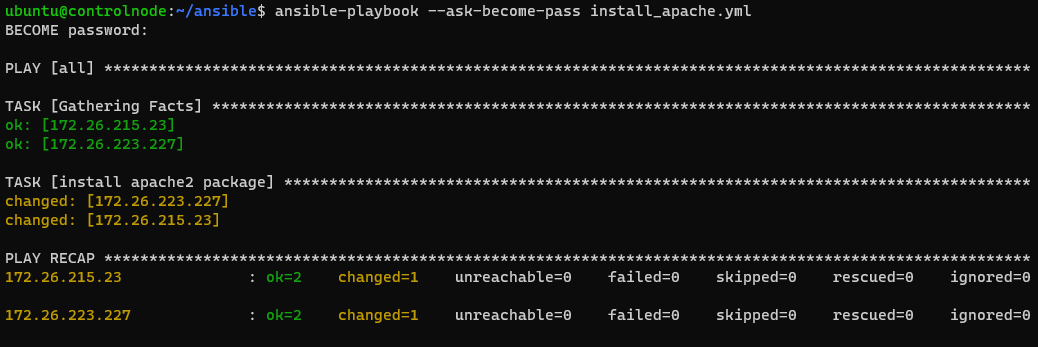 ubuntu@controlnode:~/ansible$ ansible-playbook --ask-become-pass install_apache.yml
BECOME password:
PLAY [all] *******************************************************************************************************
TASK [Gathering Facts] *******************************************************************************************
ok: [172.26.215.23]
ok: [172.26.223.227]
TASK [install apache2 package] ***********************************************************************************
changed: [172.26.223.227]
changed: [172.26.215.23]
PLAY RECAP *******************************************************************************************************
172.26.215.23              : ok=2    changed=1    unreachable=0    failed=0    skipped=0    rescued=0    ignored=0
172.26.223.227             : ok=2    changed=1    unreachable=0    failed=0    skipped=0    rescued=0    ignored=0